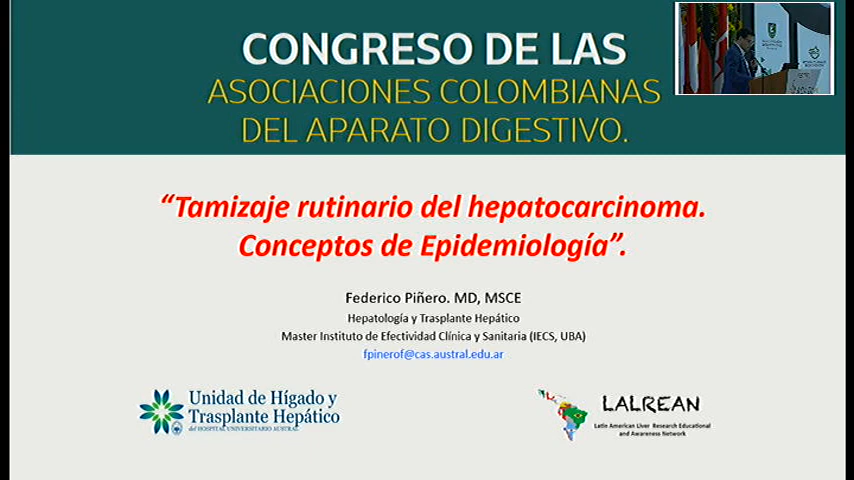 CONGRESO DE LAS
ASOCIACIONES COLOMBIANAS
DEL APARATO DIGESTIVO.
“Tamizaje rutinario del hepatocarcinoma.
Conceptos de Epidemiología”.
Federico Piñero. MD, MSCE
Hepatología y Trasplante Hepático
Master Instituto de Efectividad Clínica y Sanitaria (IECS, UBA)
fpinerof@cas.austral.edu.ar
Unidad de Hígado y
Trasplante Hepático
del HOSPITAL UNIVERSITARIO AUSTRAL
LALREAN
Latin American Liver Research Educational
and Awareness Network